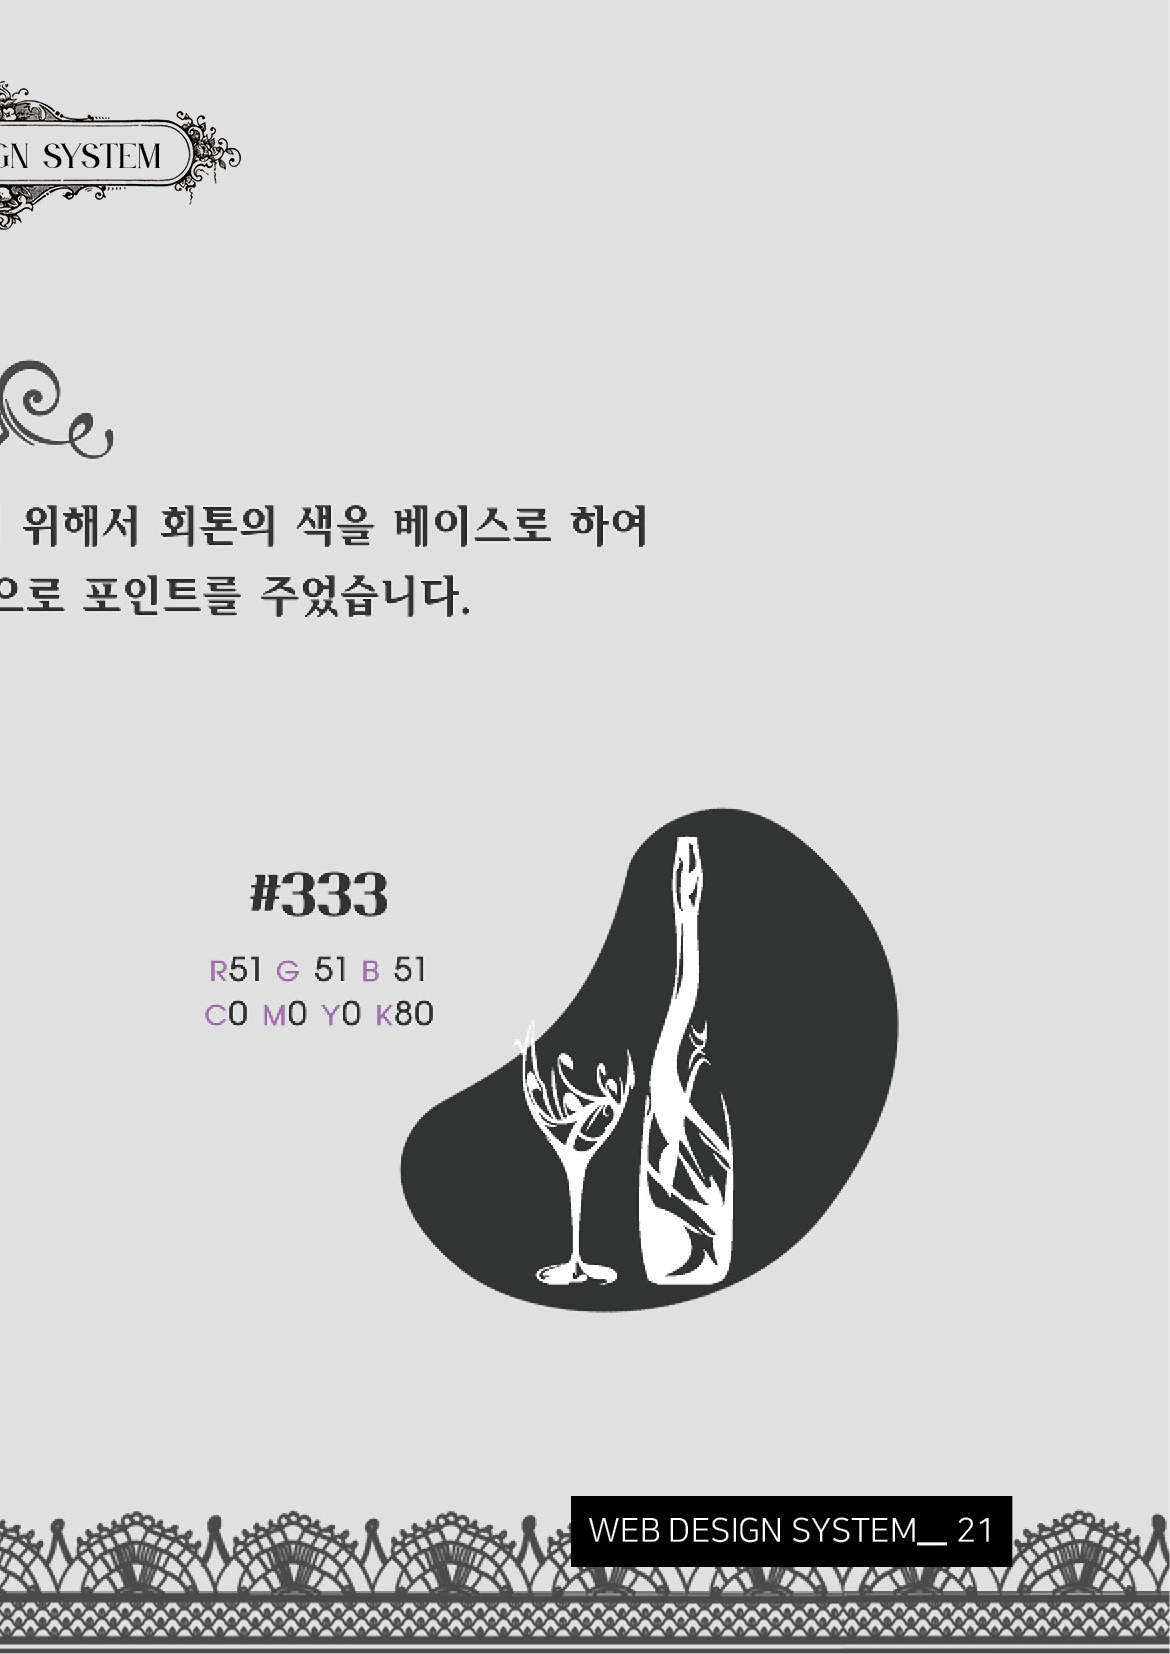 GN SYSTEM
위해서 회톤의 색을 베이스로 하여
으로 포인트를 주었습니다.
#333
R51 G 51 B 51
C0 M0 Y0 K80
WEB DESIGN SYSTEM__ 21